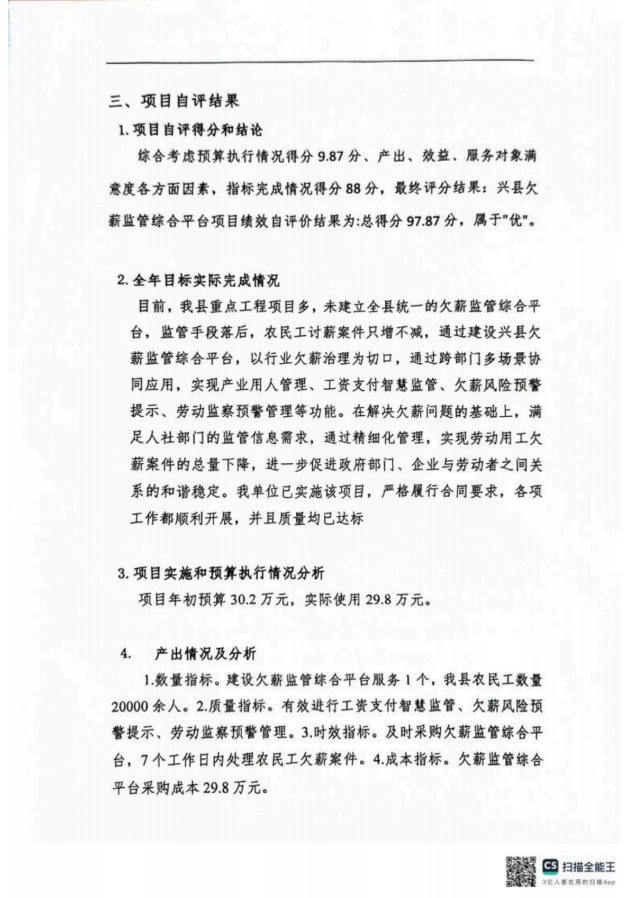 三、项目自评结果
1.项目自评得分和结论
综合考虑预算执行情况得分 9.87 分、产出、效益、服务对象满
意度各方面因素，指标完成情况得分 88 分，最终评分结果：兴县欠
薪监管综合平台项目绩效自评价结果为:总得分 97.87 分，属于"优"。
2.全年目标实际完成情况
目前，我县重点工程项目多，未建立全县统一的欠薪监管综合平
台，监管手段落后，农民工讨薪案件只增不减，通过建设兴县欠
薪监管综合平台，以行业欠薪治理为切口，通过跨部门多场景协
同应用，实现产业用人管理、工资支付智慧监管、欠薪风险预警
提示、劳动监察预警管理等功能。在解决欠薪问题的基础上，满
足人社部门的监管信息需求，通过精细化管理，实现劳动用工欠
薪案件的总量下降，进一步促进政府部门、企业与劳动者之间关
系的和谐稳定。我单位已实施该项目，严格履行合同要求，各项
工作都顺利开展，并且质量均已达标
3.项目实施和预算执行情况分析
项目年初预算 30.2 万元，实际使用 29.8 万元。
4. 产出情况及分析
1.数量指标。建设欠薪监管综合平台服务 1 个，我县农民工数量
20000 余人。2.质量指标。有效进行工资支付智慧监管、欠薪风险预
警提示、劳动监察预警管理。3.时效指标。及时采购欠薪监管综合平
台，7 个工作日内处理农民工欠薪案件。4.成本指标。欠薪监管综合
平台采购成本 29.8 万元。
CS 扫描全能王
3亿人都在用的扫描App